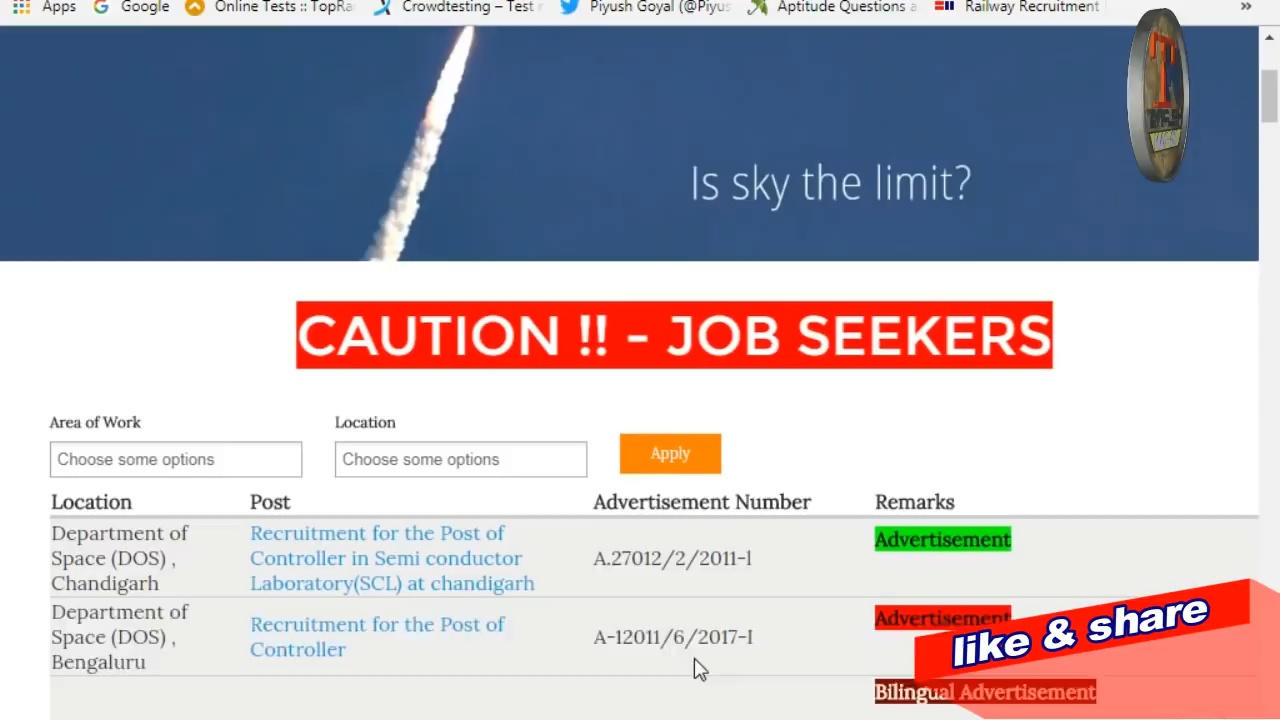 Apps Google Online Tests :: TopRa Crowdtesting – Test Piyush Goyal (@Piyus Aptitude Questions a Railway Recruitment »
T
Is sky the limit?
CAUTION !! - JOB SEEKERS
Area of Work Location
Choose some options Choose some options Apply
Location Post Advertisement Number Remarks
Department of Space (DOS) , Chandigarh
Recruitment for the Post of Controller in Semi conductor Laboratory(SCL) at chandigarh
A.27012/2/2011-l
Advertisement
Department of Space (DOS) , Bengaluru
Recruitment for the Post of Controller
A-12011/6/2017-I
Advertisement
Bilingual Advertisement
like & share